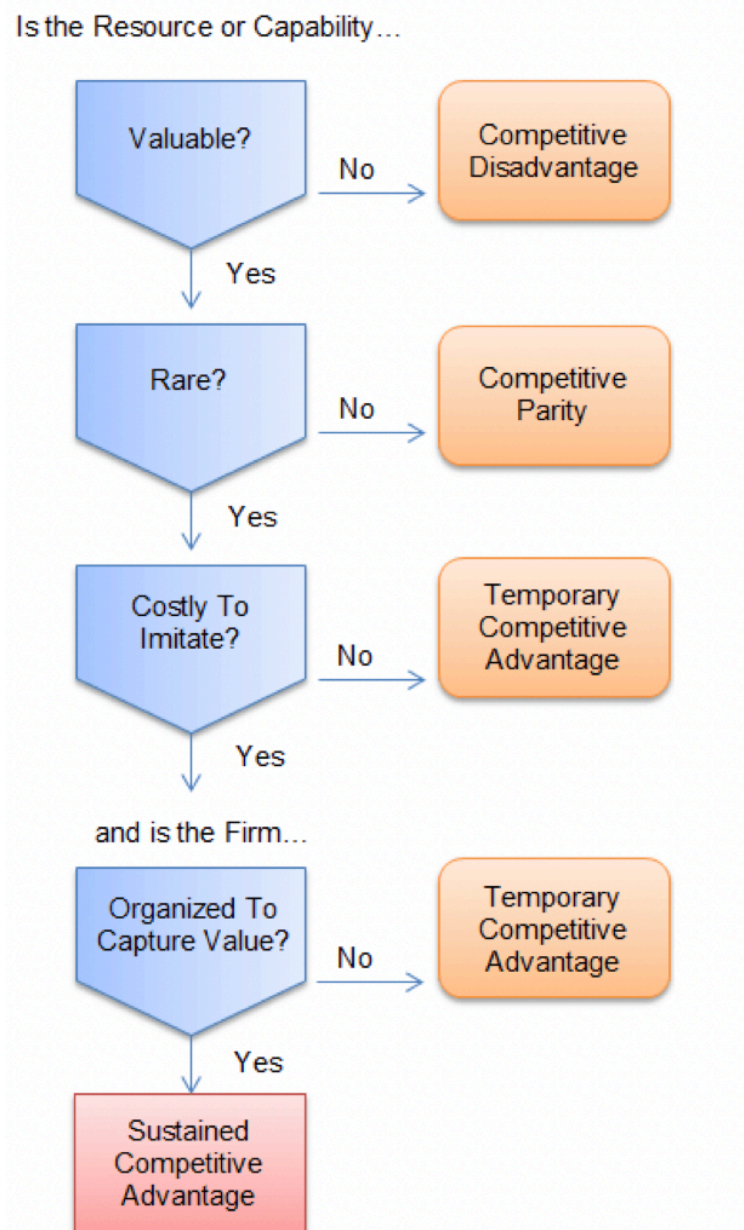 Is the Resource or Capability...
Valuable?
No
Competitive
Disadvantage
Yes
Rare?
No
Competitive
Parity
Yes
Costly To
Imitate?
No
Temporary
Competitive
Advantage
Yes
and is the Firm...
Organized To
Capture Value?
No
Temporary
Competitive
Advantage
Yes
Sustained
Competitive
Advantage